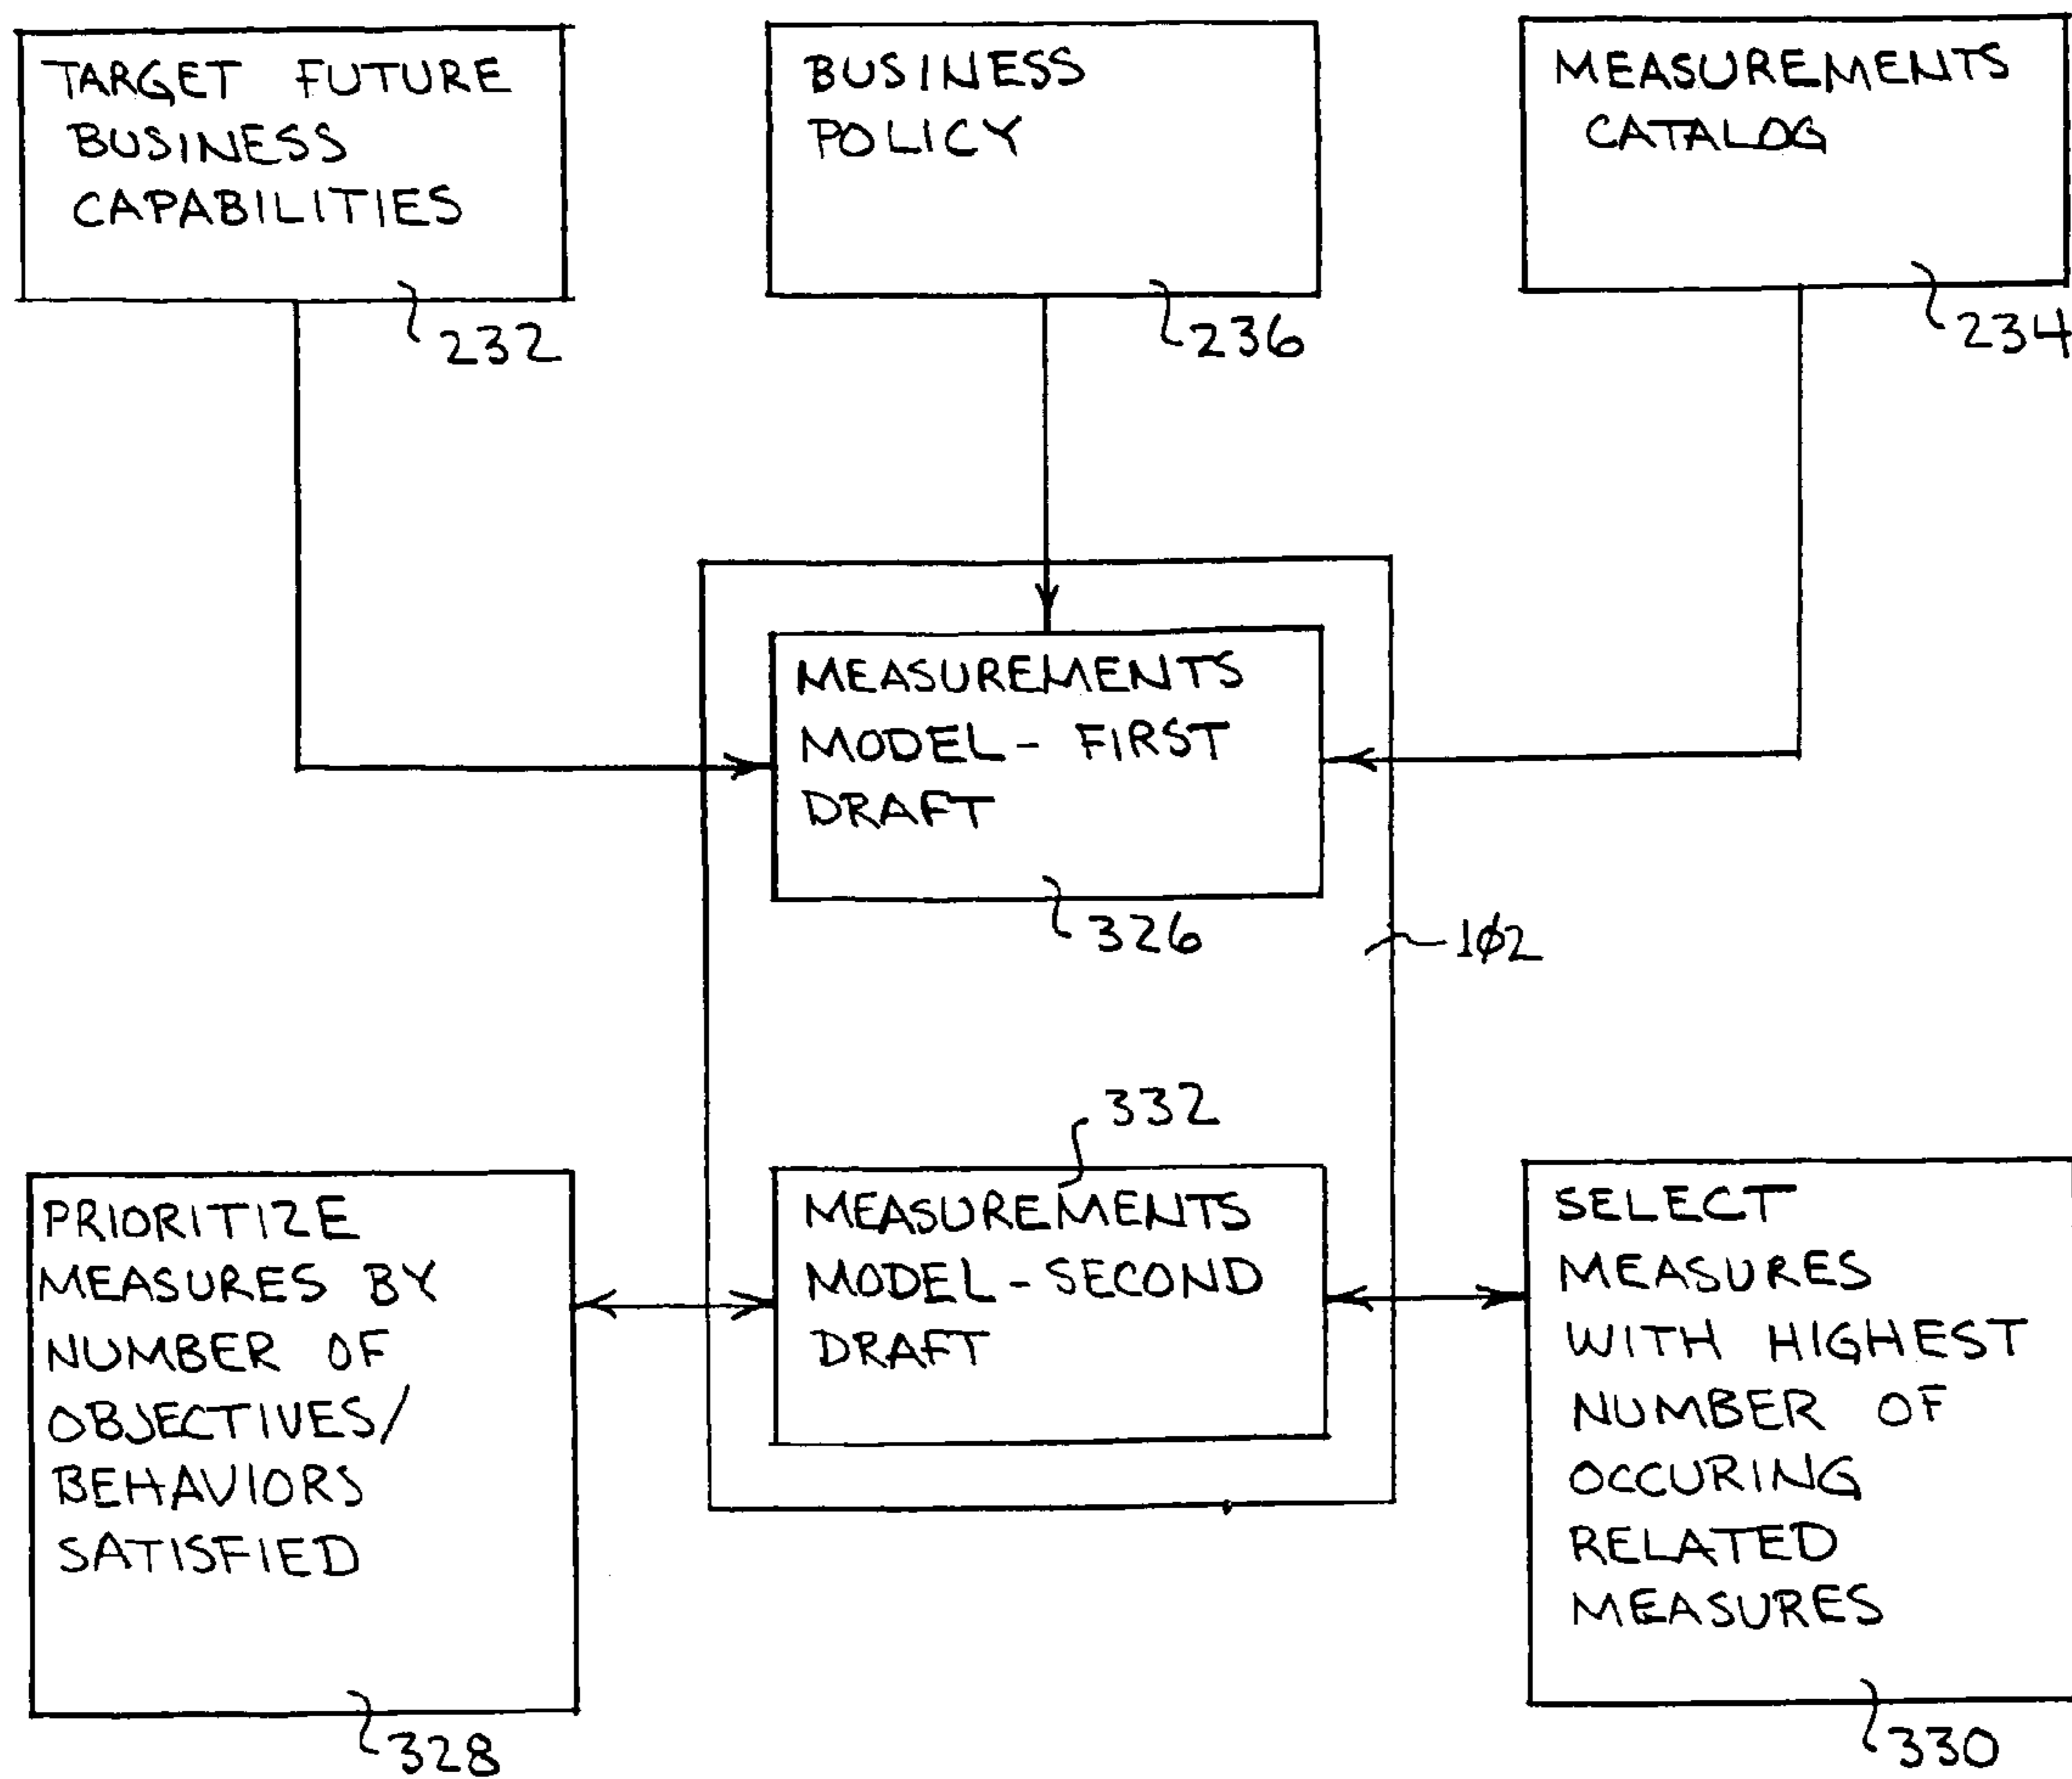 TARGET FUTURE
BUSINESS
CAPABILITIES
232
BUSINESS
POLICY
236
MEASUREMENTS
CATALOG
234
MEASUREMENTS
MODEL - FIRST
DRAFT
326
102
332
MEASUREMENTS
MODEL - SECOND
DRAFT
PRIORITIZE
MEASURES BY
NUMBER OF
OBJECTIVES/
BEHAVIORS
SATISFIED
328
SELECT
MEASURES
WITH HIGHEST
NUMBER OF
OCCURING
RELATED
MEASURES
330